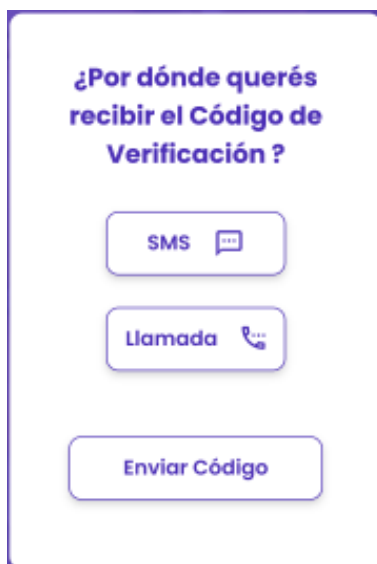 ¿Por dónde querés
recibir el Código de
Verificación ?
SMS
Llamada
Enviar Código